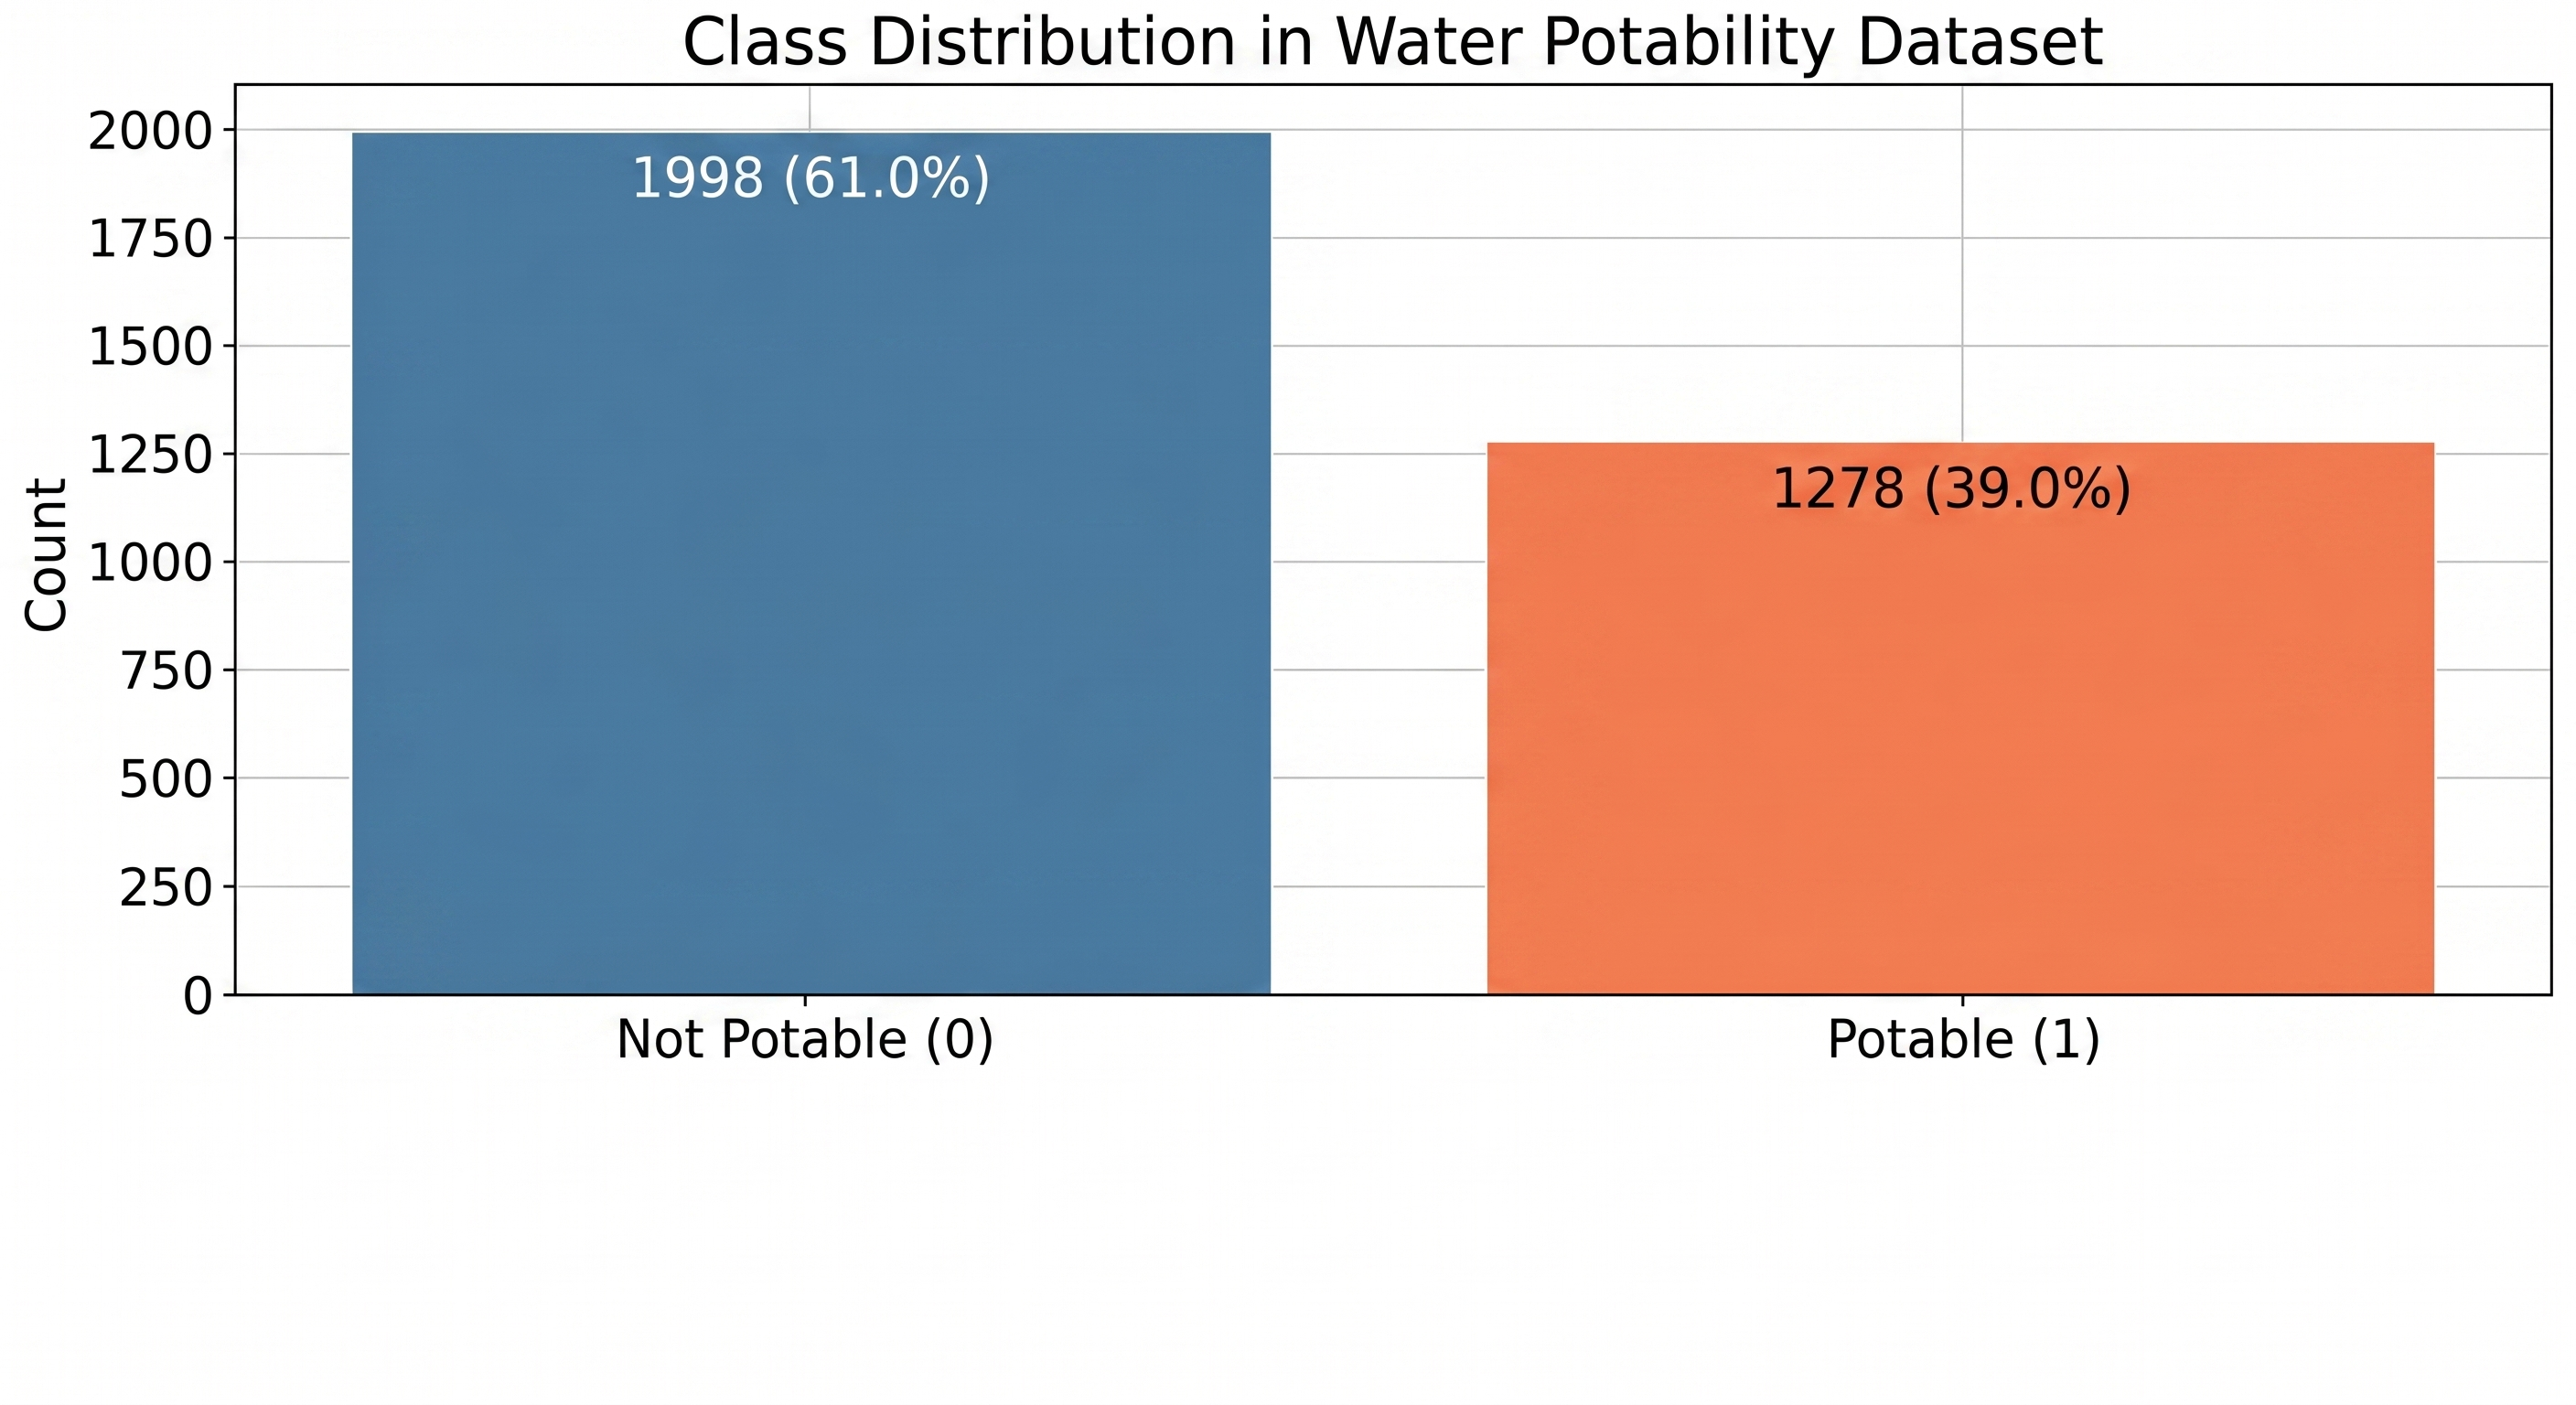 Class Distribution in Water Potability Dataset
2000
1750
1500
1250
1000
750
500
250
0
Count
1998 (61.0%)
1278 (39.0%)
Not Potable (0)
Potable (1)